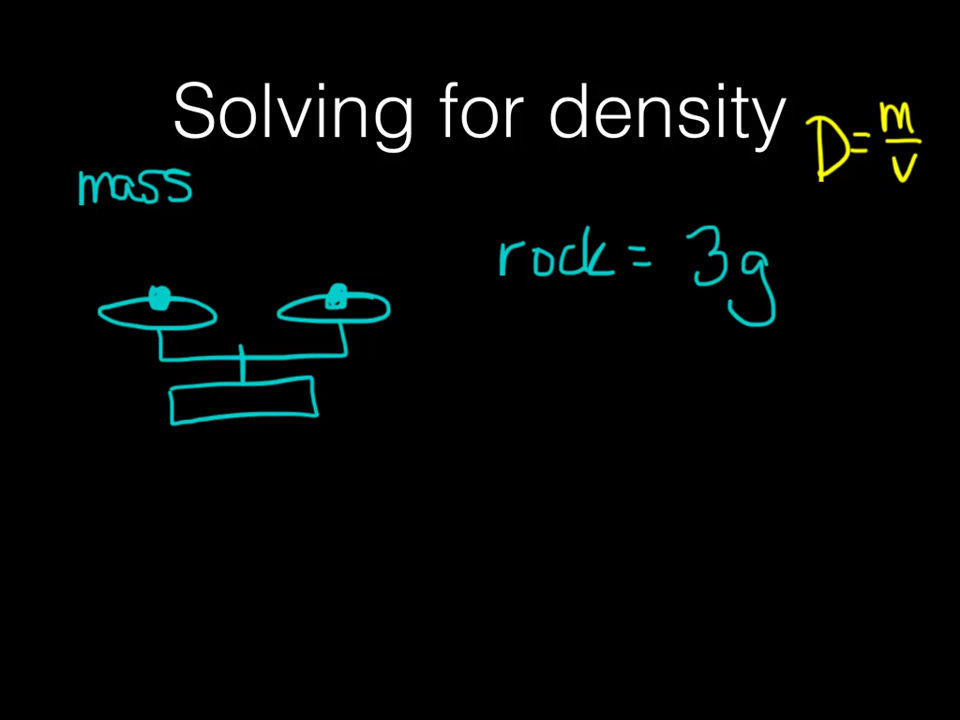 Solving for density
D = m/v
mass
rock = 3g